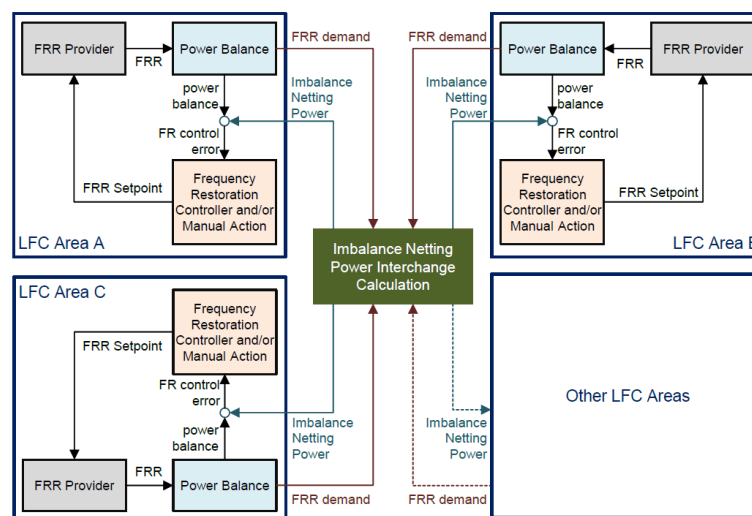 FRR Provider
FRR
Power Balance
FRR demand
power
balance
Imbalance
Netting
Power
FR control
error
Frequency
Restoration
Controller and/or
Manual Action
FRR Setpoint
LFC Area A
FRR demand
Power Balance
FRR
FRR Provider
Imbalance
Netting
Power
power
balance
FR control
error
Frequency
Restoration
Controller and/or
Manual Action
FRR Setpoint
LFC Area B
Imbalance Netting
Power Interchange
Calculation
LFC Area C
Frequency
Restoration
Controller and/or
Manual Action
FRR Setpoint
FR control
error
power
balance
Imbalance
Netting
Power
FRR Provider
FRR
Power Balance
FRR demand
Imbalance
Netting
Power
FRR demand
Other LFC Areas